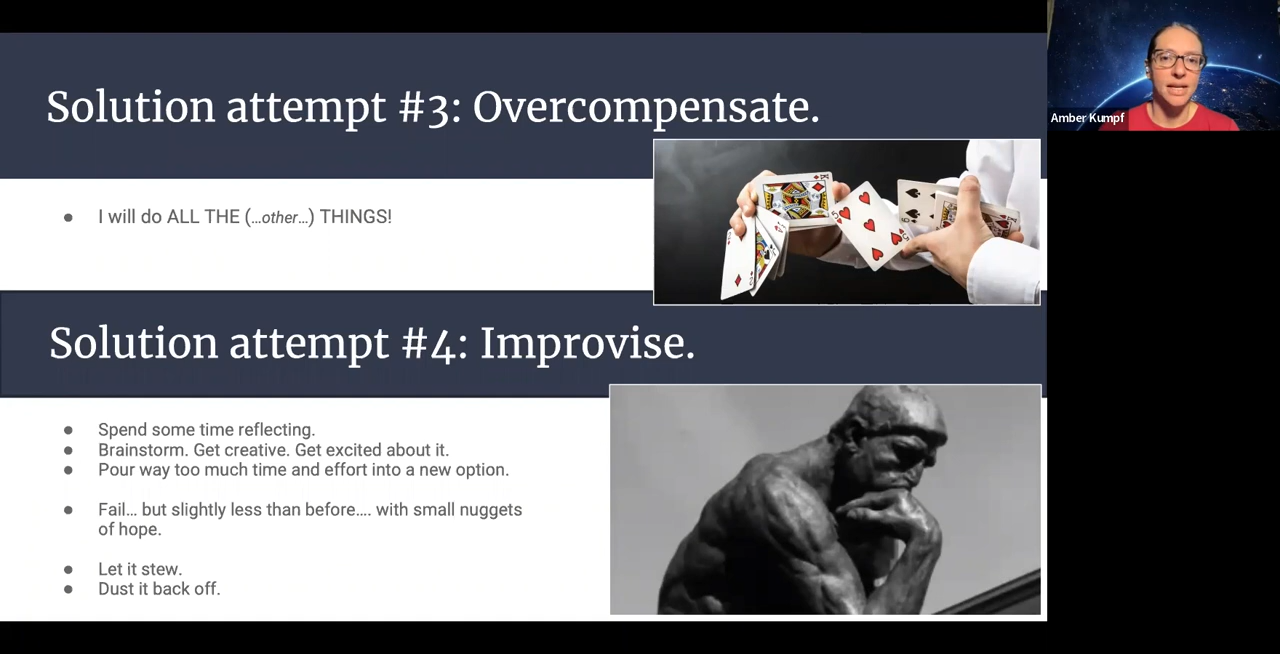 Solution attempt #3: Overcompensate.
Amber Kumpf
● I will do ALL THE (…other…) THINGS!
Solution attempt #4: Improvise.
● Spend some time reflecting.
● Brainstorm. Get creative. Get excited about it.
● Pour way too much time and effort into a new option.
● Fail… but slightly less than before…. with small nuggets
of hope.
● Let it stew.
● Dust it back off.